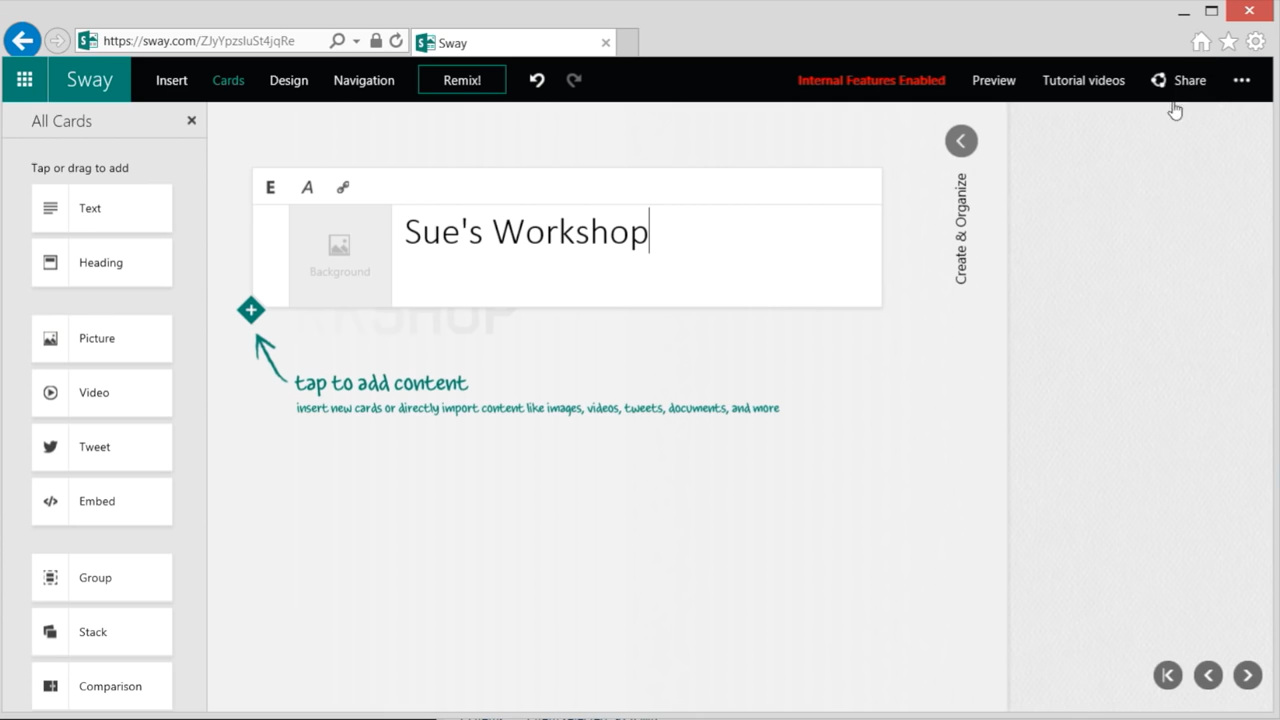 https://sway.com/ZJyYpzsIuSt4jqRe
Sway
Sway
Insert
Cards
Design
Navigation
Remix!
Internal Features Enabled
Preview
Tutorial videos
Share
All Cards
Tap or drag to add
Text
Heading
Picture
Video
Tweet
Embed
Group
Stack
Comparison
E A
Background
Sue's Workshop
tap to add content
insert new cards or directly import content like images, videos, tweets, documents, and more
Create & Organize